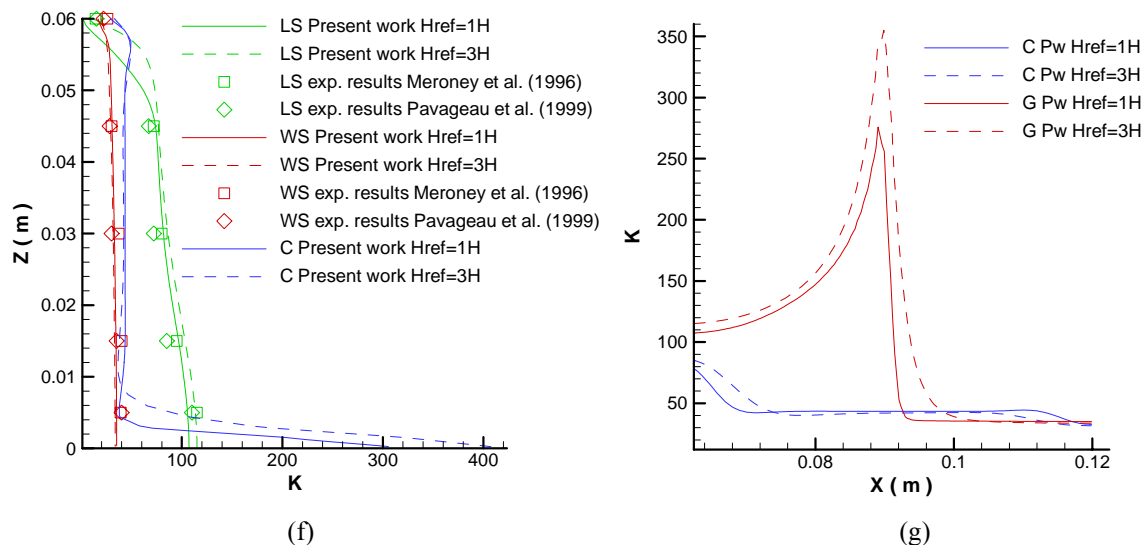 0.06
0.05
0.04
0.03
0.02
0.01
0
Z ( m )
0
100
200
300
400
K
LS Present work Href=1H
LS Present work Href=3H
LS exp. results Meroney et al. (1996)
LS exp. results Pavageau et al. (1999)
WS Present work Href=1H
WS Present work Href=3H
WS exp. results Meroney et al. (1996)
WS exp. results Pavageau et al. (1999)
C Present work Href=1H
C Present work Href=3H
(f)
350
300
250
200
150
100
50
K
0.08
0.1
0.12
X ( m )
C Pw Href=1H
C Pw Href=3H
G Pw Href=1H
G Pw Href=3H
(g)